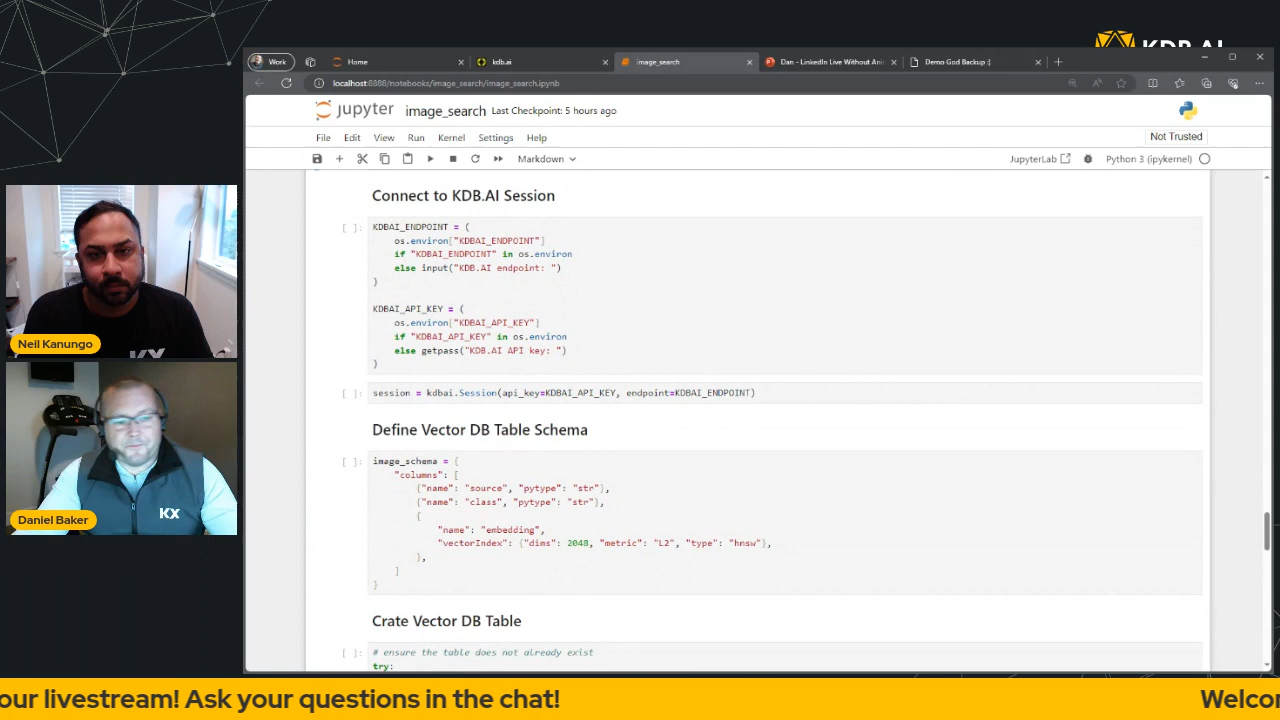 KDB.AI
Work
Home
kdb.ai
image_search
Dan - LinkedIn Live Without Ani
Demo God Backup :)
localhost:8888/notebooks/image_search/image_search.ipynb
jupyter image_search Last Checkpoint: 5 hours ago
File Edit View Run Kernel Settings Help
Not Trusted
Markdown
JupyterLab
Python 3 (ipykernel)
Connect to KDB.AI Session
[ ]: KDBAI_ENDPOINT = (
os.environ["KDBAI_ENDPOINT"]
if "KDBAI_ENDPOINT" in os.environ
else input("KDB.AI endpoint: ")
)
KDBAI_API_KEY = (
os.environ["KDBAI_API_KEY"]
if "KDBAI_API_KEY" in os.environ
else getpass("KDB.AI API key: ")
)
[ ]: session = kdbai.Session(api_key=KDBAI_API_KEY, endpoint=KDBAI_ENDPOINT)
Define Vector DB Table Schema
[ ]: image_schema = {
"columns": [
{"name": "source", "pytype": "str"},
{"name": "class", "pytype": "str"},
{
"name": "embedding",
"vectorIndex": {"dims": 2048, "metric": "L2", "type": "hnsw"},
},
]
}
Crate Vector DB Table
[ ]: # ensure the table does not already exist
try:
KX
Neil Kanungo
KX
Daniel Baker
our livestream! Ask your questions in the chat!
Welco